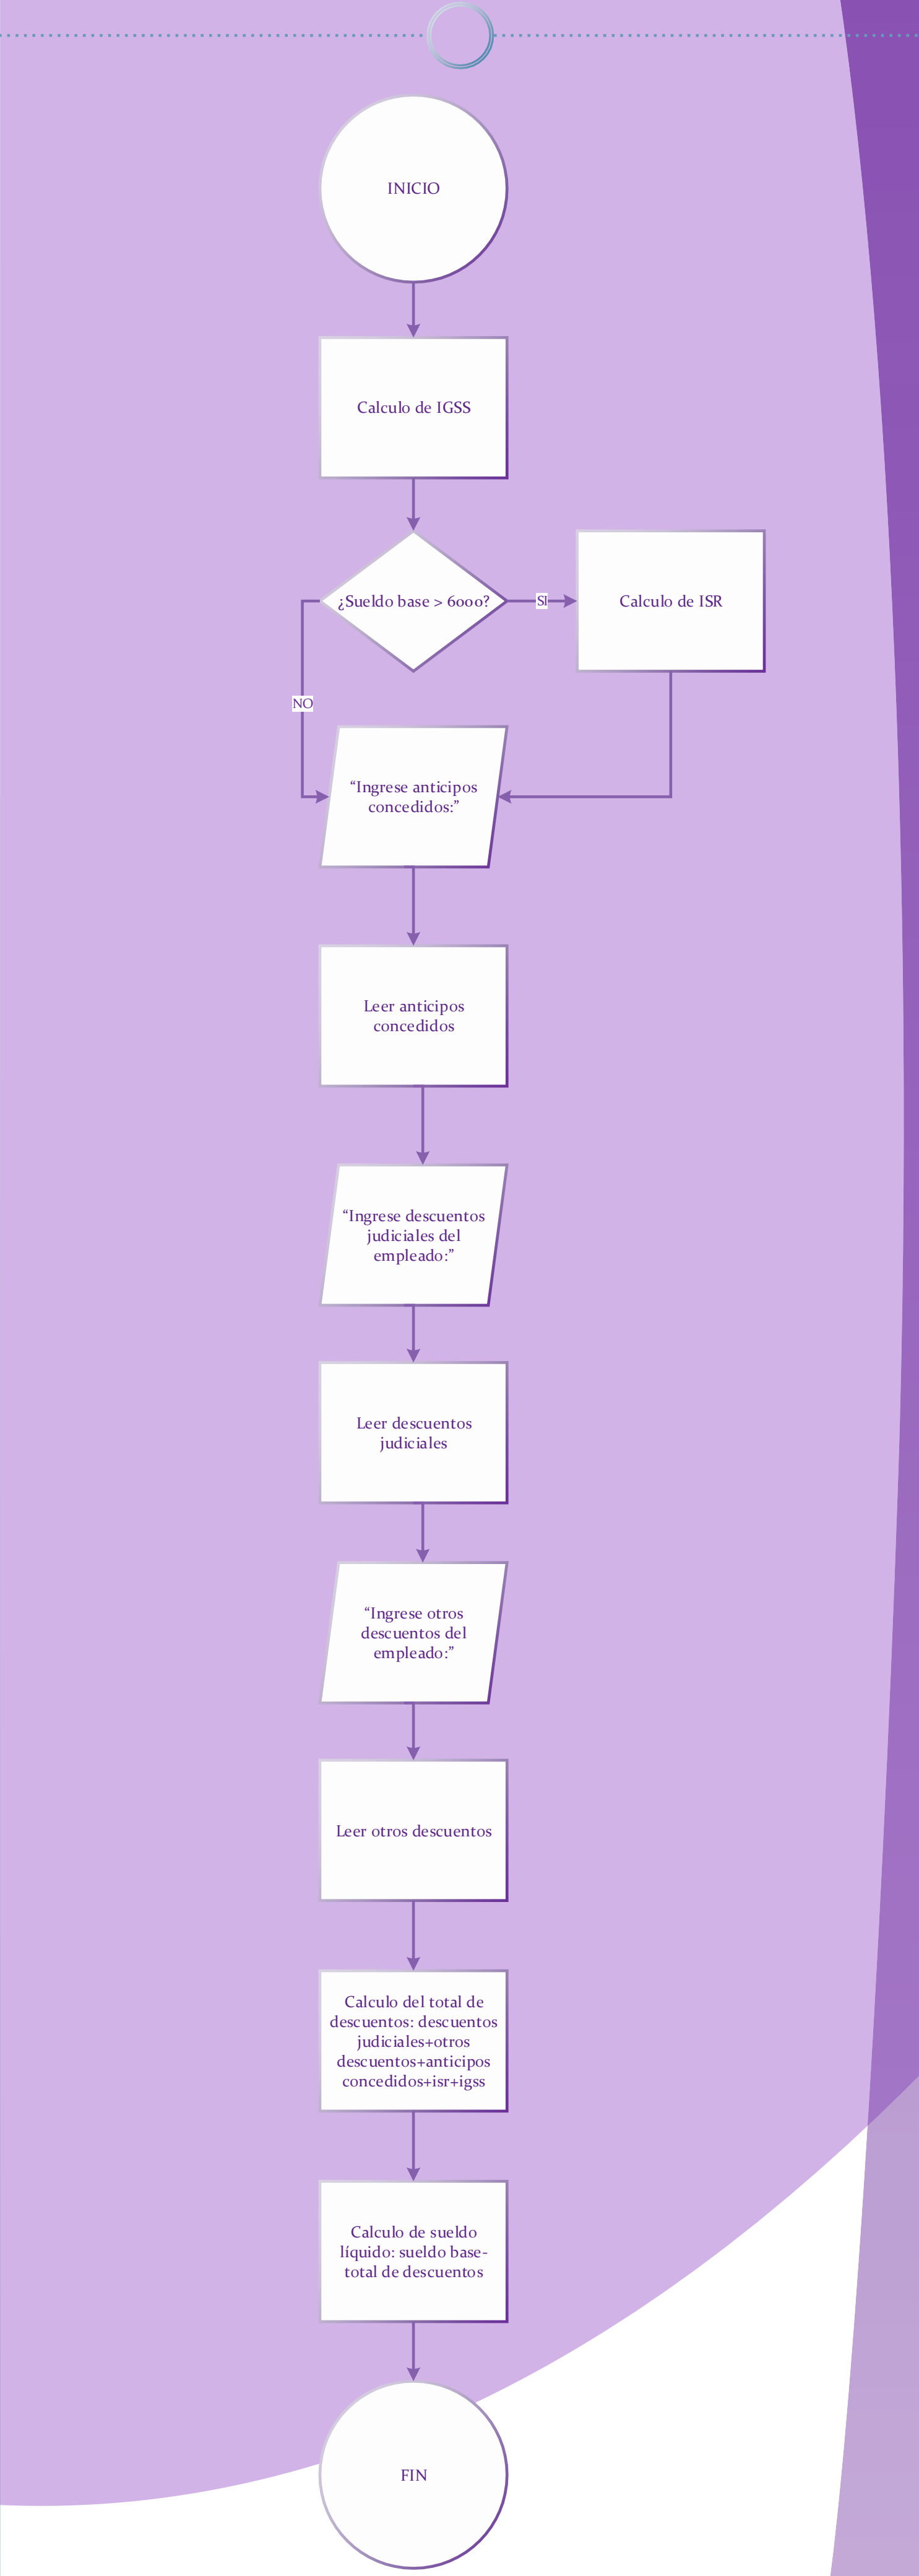 INICIO
Calculo de IGSS
¿Sueldo base > 6000?
SI
Calculo de ISR
NO
“Ingrese anticipos
concedidos:”
Leer anticipos
concedidos
“Ingrese descuentos
judiciales del
empleado:”
Leer descuentos
judiciales
“Ingrese otros
descuentos del
empleado:”
Leer otros descuentos
Calculo del total de
descuentos: descuentos
judiciales+otros
descuentos+anticipos
concedidos+isr+igss
Calculo de sueldo
líquido: sueldo base-
total de descuentos
FIN